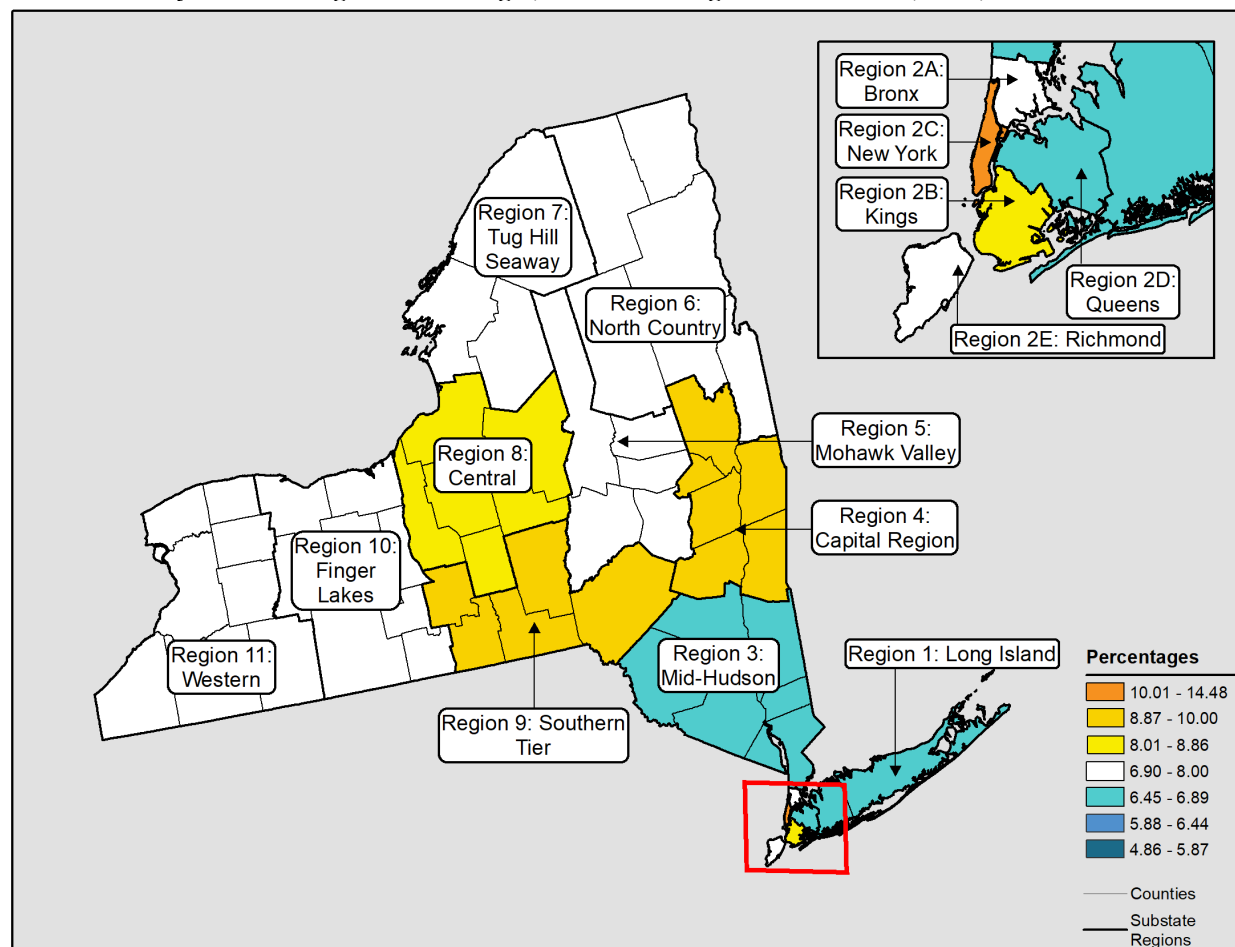 Region 2A:
Bronx
Region 2C:
New York
Region 2B:
Kings
Region 2D:
Queens
Region 2E: Richmond
Region 7:
Tug Hill
Seaway
Region 6:
North Country
Region 5:
Mohawk Valley
Region 8:
Central
Region 4:
Capital Region
Region 10:
Finger
Lakes
Region 11:
Western
Region 3:
Mid-Hudson
Region 1: Long Island
Region 9: Southern
Tier
Percentages
10.01 - 14.48
8.87 - 10.00
8.01 - 8.86
6.90 - 8.00
6.45 - 6.89
5.88 - 6.44
4.86 - 5.87
Counties
Substate
Regions